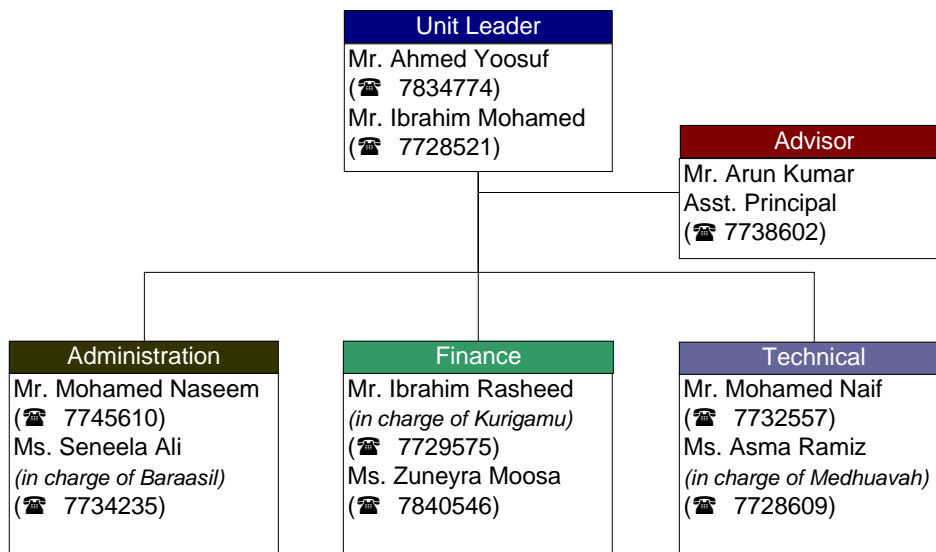 Unit Leader
Mr. Ahmed Yoosuf
(☎ 7834774)
Mr. Ibrahim Mohamed
(☎ 7728521)
Advisor
Mr. Arun Kumar
Asst. Principal
(☎ 7738602)
Administration
Mr. Mohamed Naseem
(☎ 7745610)
Ms. Seneela Ali
(in charge of Baraasil)
(☎ 7734235)
Finance
Mr. Ibrahim Rasheed
(in charge of Kurigamu)
(☎ 7729575)
Ms. Zuneyra Moosa
(☎ 7840546)
Technical
Mr. Mohamed Naif
(☎ 7732557)
Ms. Asma Ramiz
(in charge of Medhuavah)
(☎ 7728609)